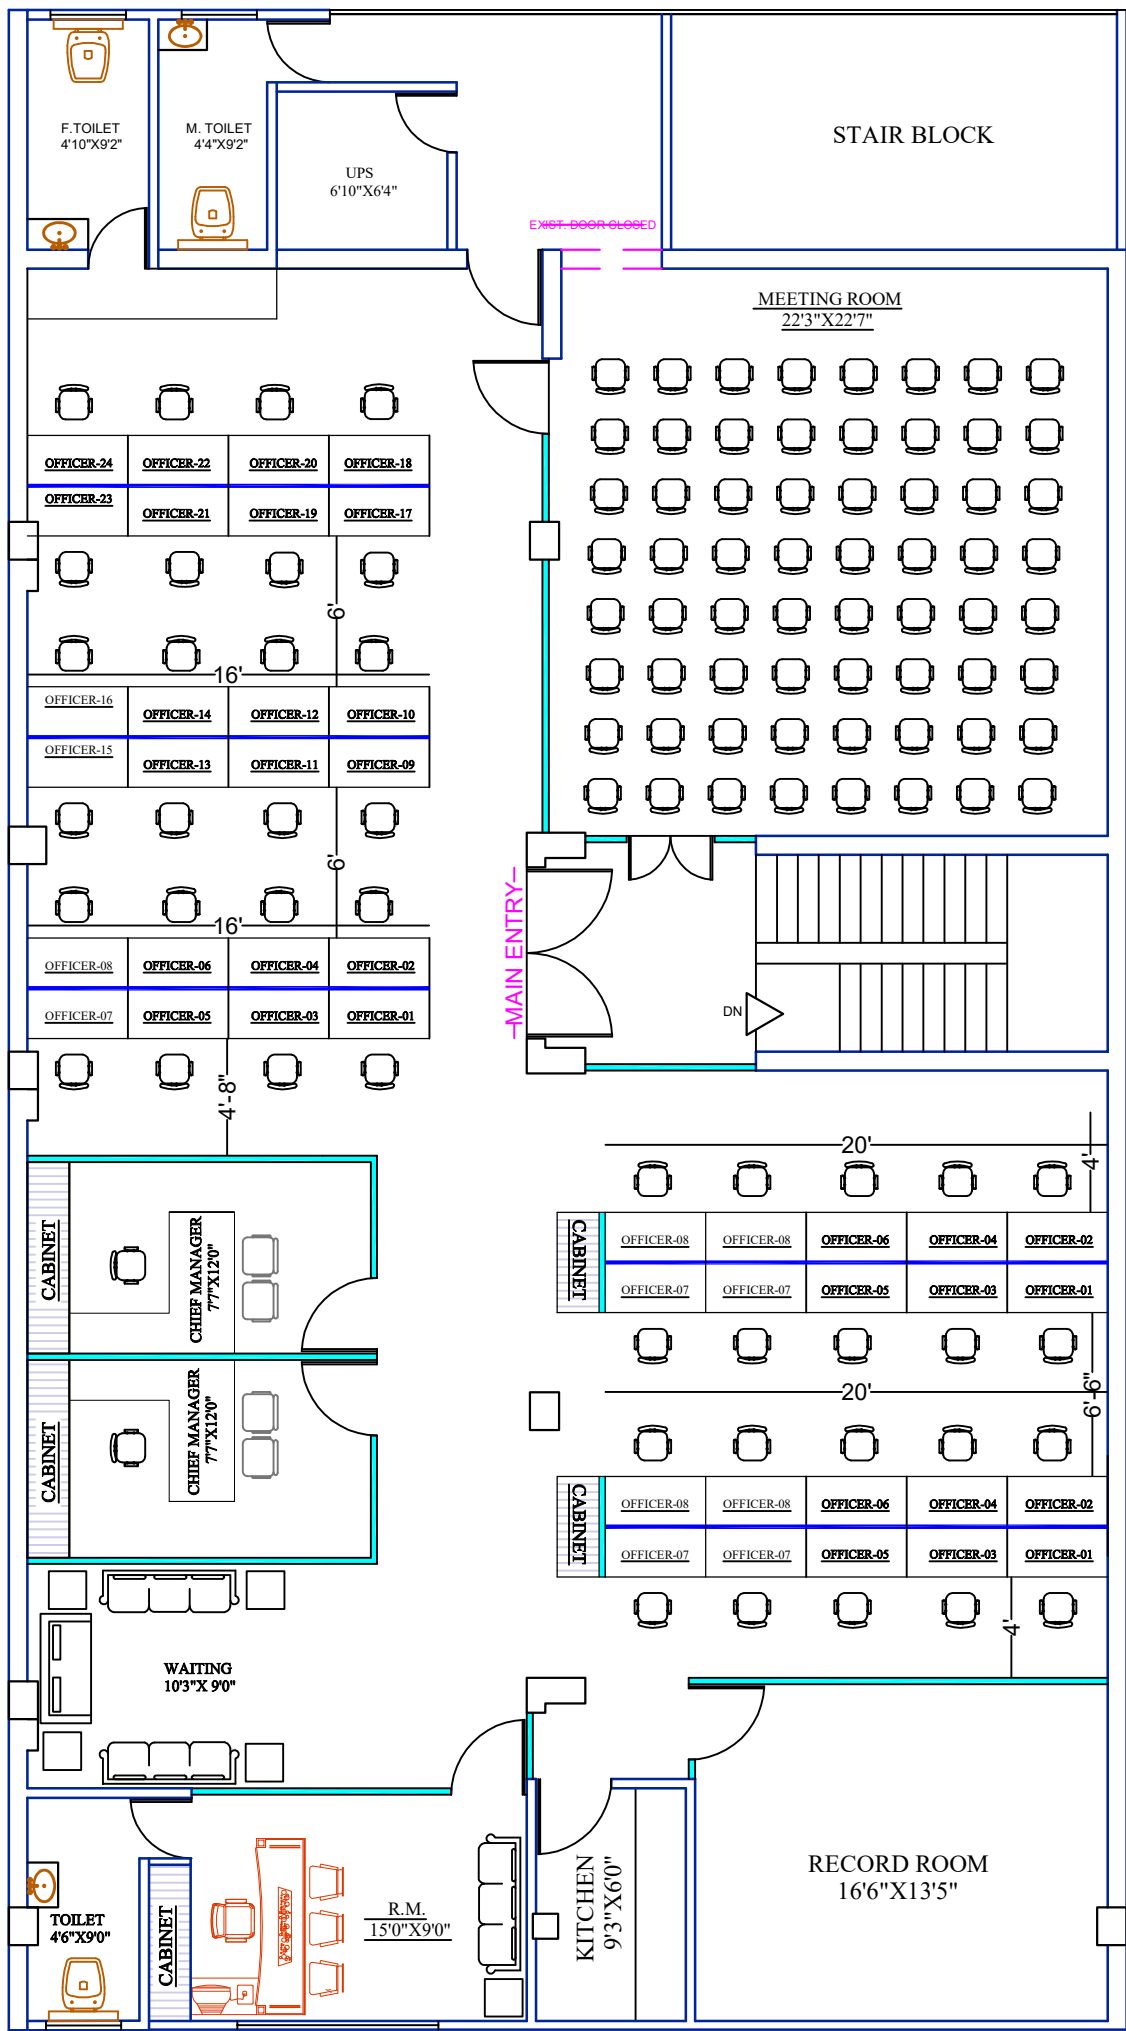 F.TOILET
4'10"X9'2"
M. TOILET
4'4"X9'2"
UPS
6'10"X6'4"
STAIR BLOCK
EXIST. DOOR CLOSED
MEETING ROOM
22'3"X22'7"
OFFICER-24
OFFICER-22
OFFICER-20
OFFICER-18
OFFICER-23
OFFICER-21
OFFICER-19
OFFICER-17
6'
16'
OFFICER-16
OFFICER-14
OFFICER-12
OFFICER-10
OFFICER-15
OFFICER-13
OFFICER-11
OFFICER-09
6'
16'
OFFICER-08
OFFICER-06
OFFICER-04
OFFICER-02
OFFICER-07
OFFICER-05
OFFICER-03
OFFICER-01
4'-8"
MAIN ENTRY
DN
CABINET
CHIEF MANAGER
7'7"X12'0"
CABINET
CHIEF MANAGER
7'7"X12'0"
20'
4'
CABINET
OFFICER-08
OFFICER-08
OFFICER-06
OFFICER-04
OFFICER-02
OFFICER-07
OFFICER-07
OFFICER-05
OFFICER-03
OFFICER-01
20'
6'-6"
CABINET
OFFICER-08
OFFICER-08
OFFICER-06
OFFICER-04
OFFICER-02
OFFICER-07
OFFICER-07
OFFICER-05
OFFICER-03
OFFICER-01
4'
WAITING
10'3"X 9'0"
TOILET
4'6"X9'0"
CABINET
R.M.
15'0"X9'0"
KITCHEN
9'3"X6'0"
RECORD ROOM
16'6"X13'5"